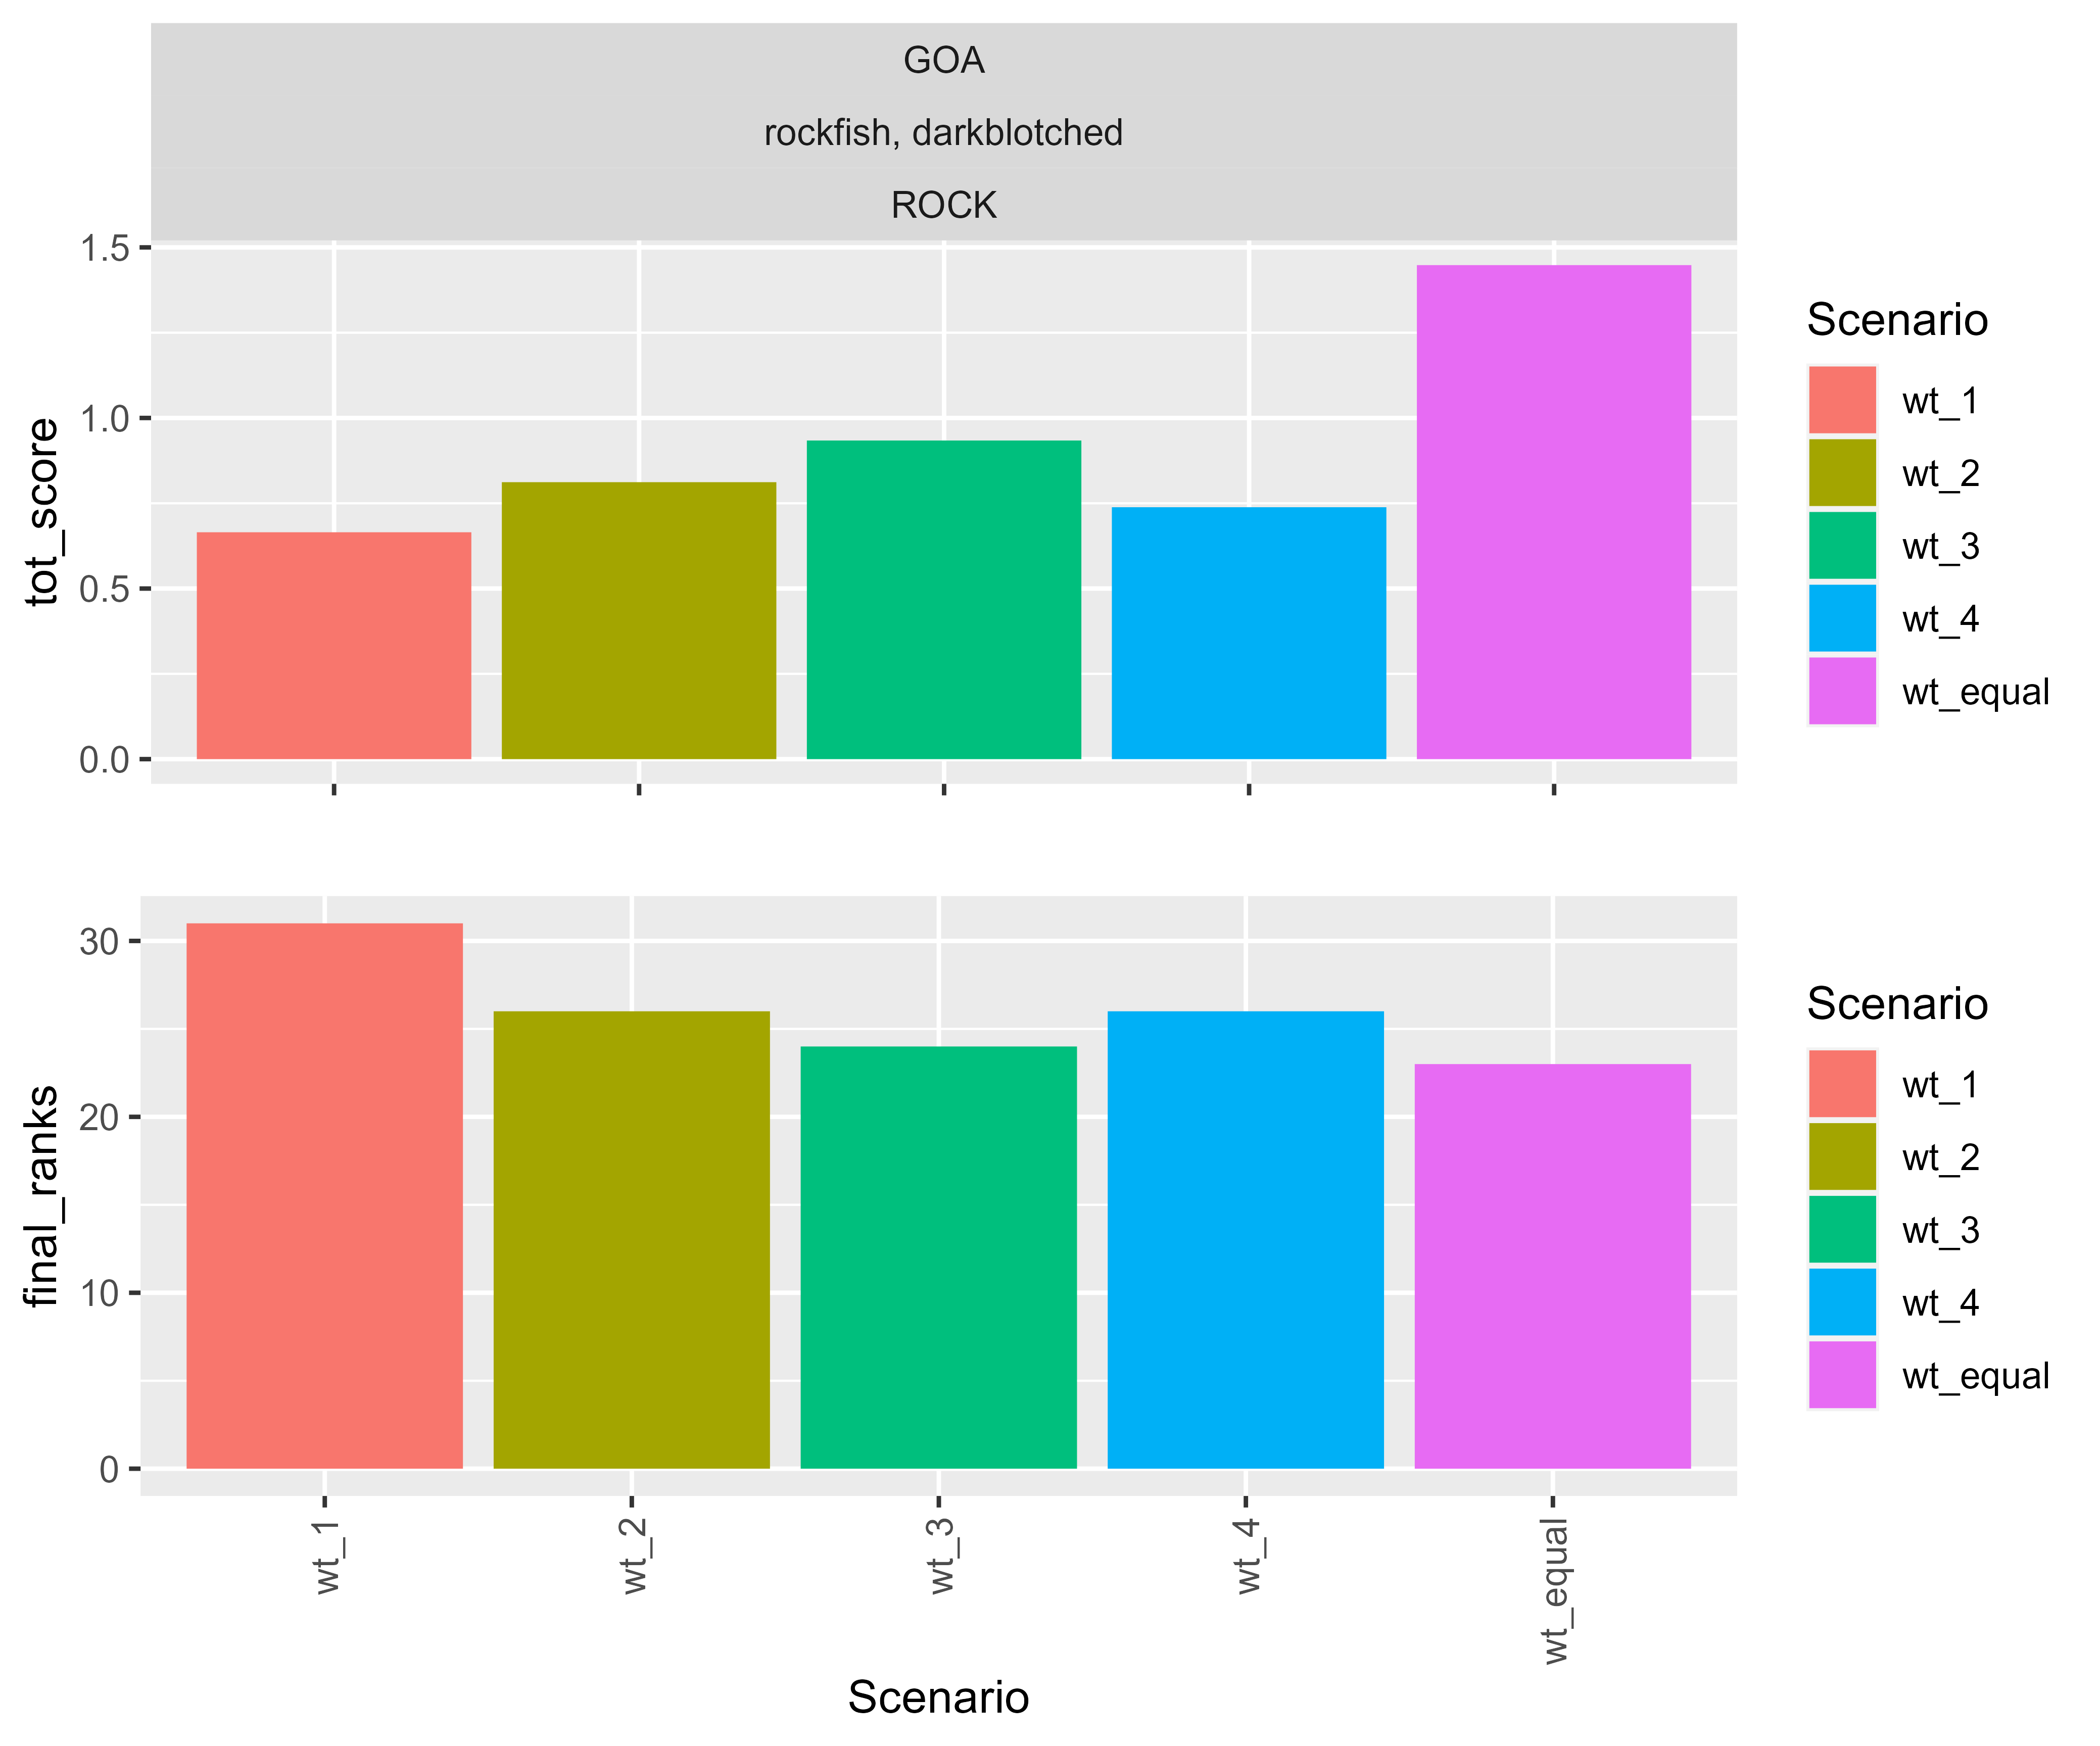 GOA
rockfish, darkblotched
ROCK
tot_score
1.5
1.0
0.5
0.0
Scenario
wt_1
wt_2
wt_3
wt_4
wt_equal
final_ranks
30
20
10
0
wt_1
wt_2
wt_3
wt_4
wt_equal
Scenario
Scenario
wt_1
wt_2
wt_3
wt_4
wt_equal